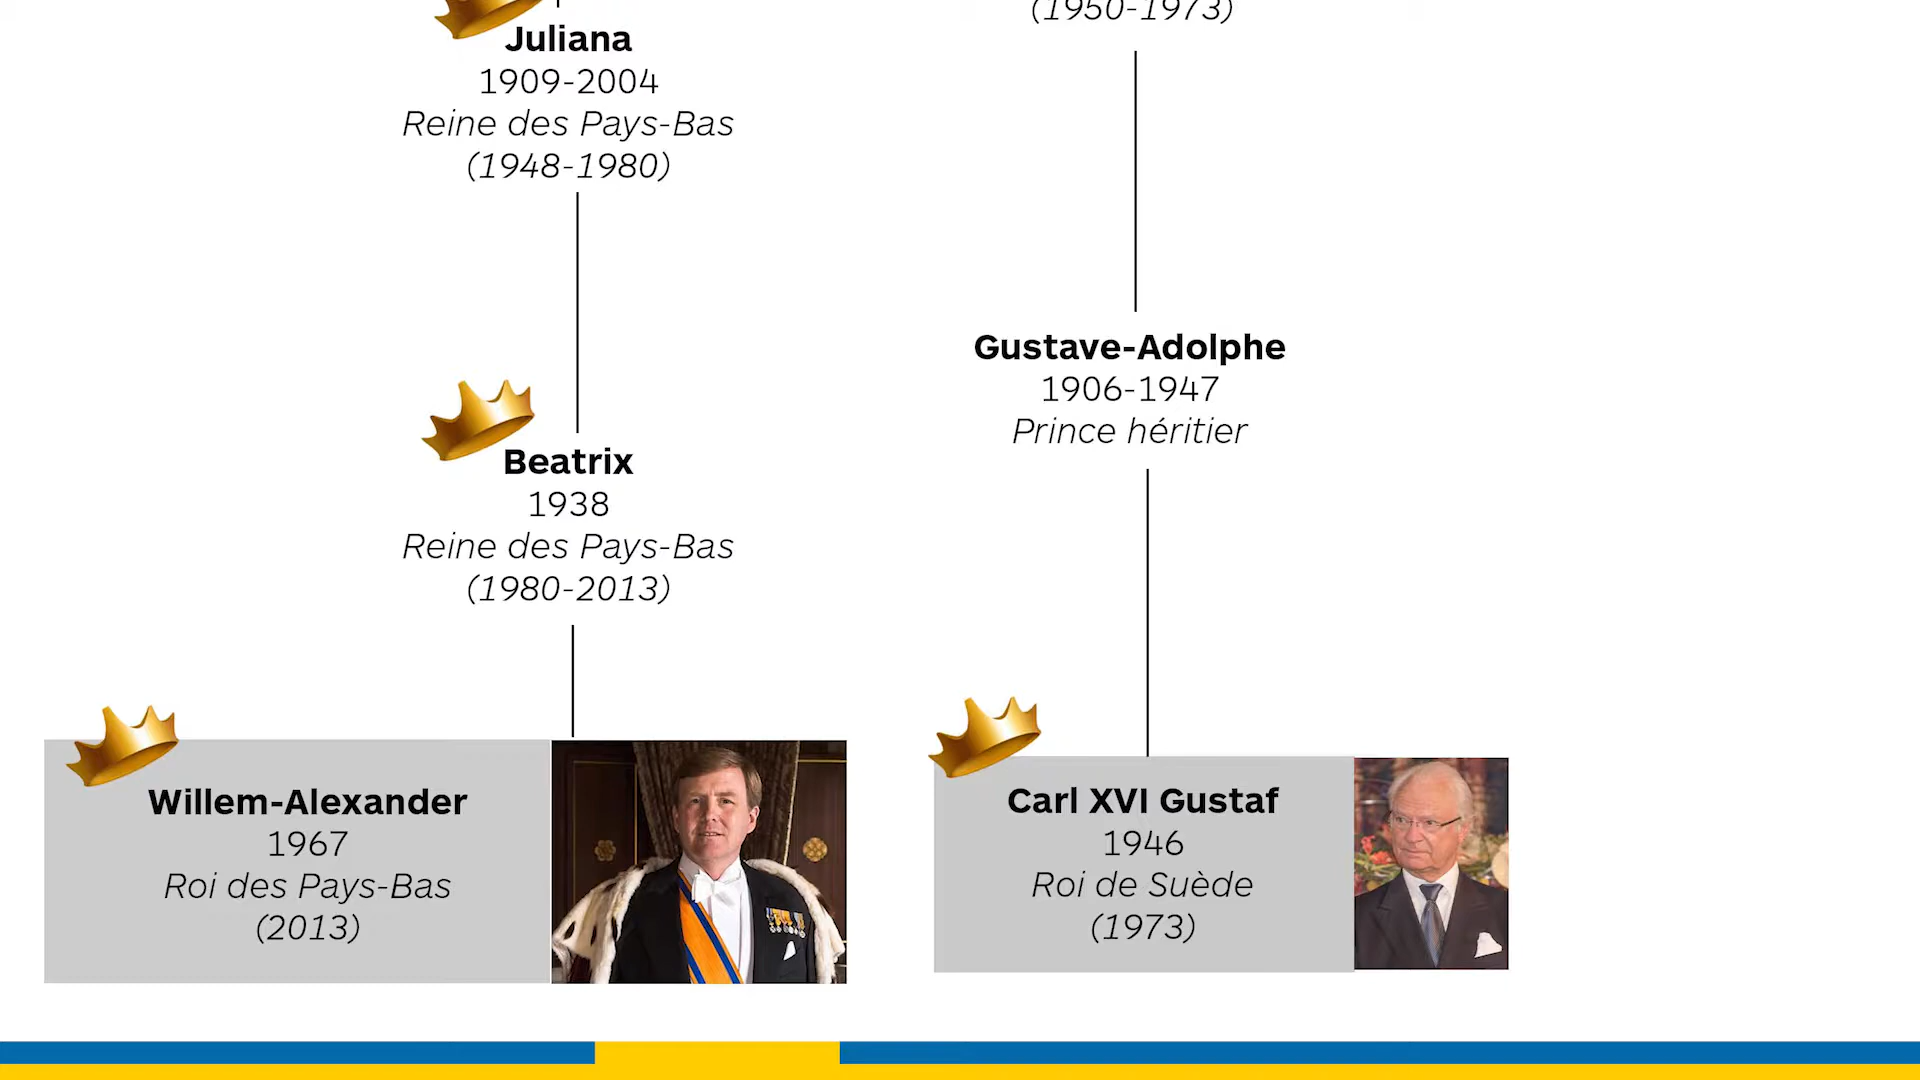 Juliana
1909-2004
Reine des Pays-Bas
(1948-1980)
Beatrix
1938
Reine des Pays-Bas
(1980-2013)
Willem-Alexander
1967
Roi des Pays-Bas
(2013)
(1950-1973)
Gustave-Adolphe
1906-1947
Prince héritier
Carl XVI Gustaf
1946
Roi de Suède
(1973)